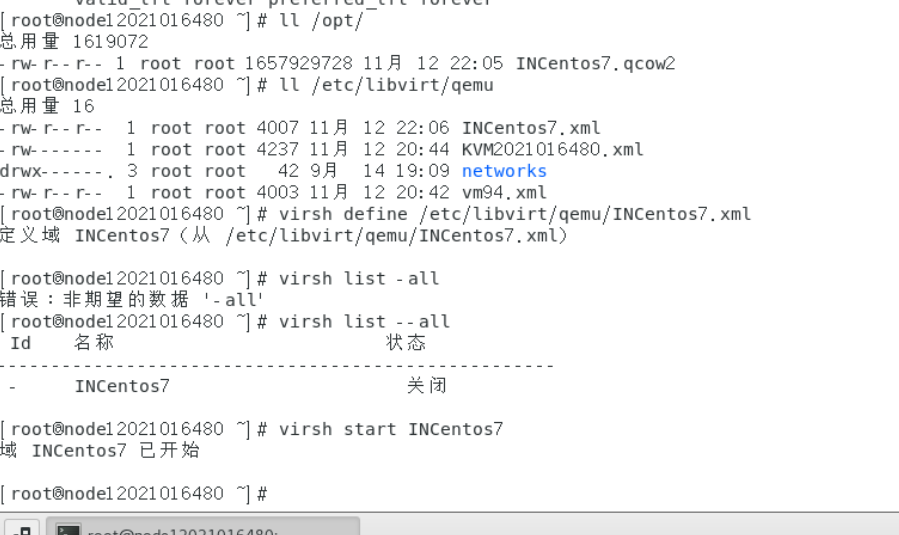 valid_lft forever preferred_lft forever
[root@node12021016480 ~]# ll /opt/
总用量 1619072
-rw-r--r-- 1 root root 1657929728 11月 12 22:05 INCentos7.qcow2
[root@node12021016480 ~]# ll /etc/libvirt/qemu
总用量 16
-rw-r--r--  1 root root 4007 11月 12 22:06 INCentos7.xml
-rw-------  1 root root 4237 11月 12 20:44 KVM2021016480.xml
drwx------. 3 root root   42 9月  14 19:09 networks
-rw-r--r--  1 root root 4003 11月 12 20:42 vm94.xml
[root@node12021016480 ~]# virsh define /etc/libvirt/qemu/INCentos7.xml
定义域 INCentos7（从 /etc/libvirt/qemu/INCentos7.xml）
[root@node12021016480 ~]# virsh list -all
错误：非期望的数据 '-all'
[root@node12021016480 ~]# virsh list --all
 Id    名称                         状态
----------------------------------------------------
 -     INCentos7                      关闭
[root@node12021016480 ~]# virsh start INCentos7
域 INCentos7 已开始
[root@node12021016480 ~]#
root@node12021016480: